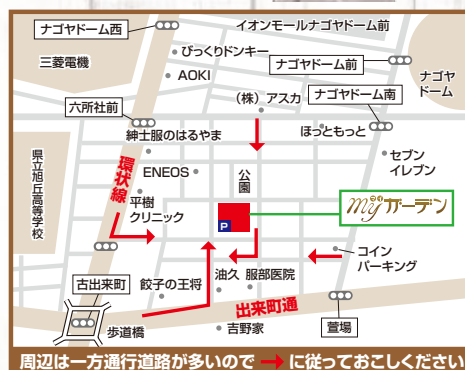 ナゴヤドーム西
イオンモールナゴヤドーム前
びっくりドンキー
三菱電機
AOKI
ナゴヤドーム前
ナゴヤ
ドーム
六所社前
(株)アスカ
ナゴヤドーム南
紳士服のはるやま
ほっともっと
県立旭丘高等学校
環状線
ENEOS
公園
セブン
イレブン
平樹
クリニック
P
myガーデン
コイン
パーキング
古出来町
餃子の王将
油久
服部医院
出来町通
歩道橋
吉野家
萱場
周辺は一方通行道路が多いので→に従っておこしください